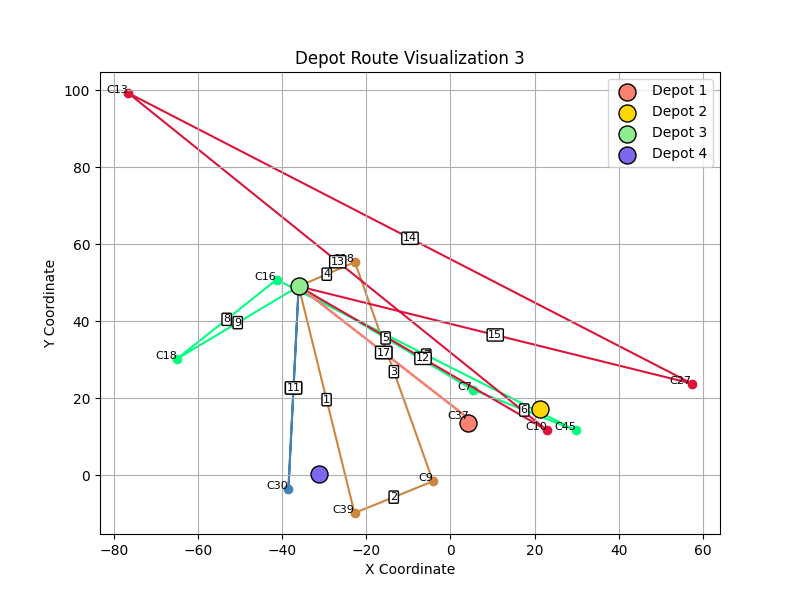 Depot Route Visualization 3
Depot 1
Depot 2
Depot 3
Depot 4
Y Coordinate
100
80
60
40
20
0
−80
−60
−40
−20
0
20
40
60
X Coordinate
C13
C16
C18
C7
C37
C10
C45
C27
C9
C39
C30
14
13
4
8
9
5
15
12
17
11
3
1
6
2